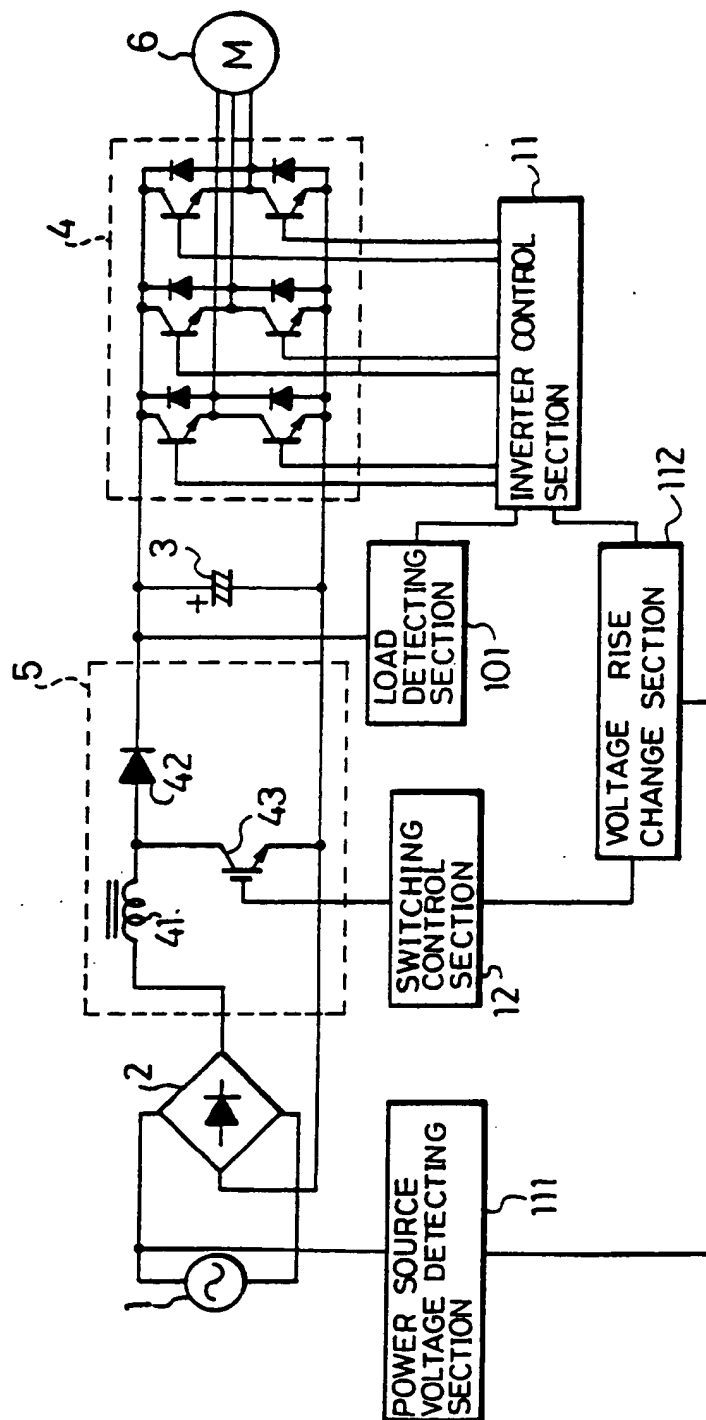 1
2
5
41.
42
43
3
+
4
6
M
POWER SOURCE
VOLTAGE DETECTING
SECTION
111
SWITCHING
CONTROL
SECTION
12
LOAD
DETECTING
SECTION
101
INVERTER CONTROL
SECTION
11
VOLTAGE RISE
CHANGE SECTION
112